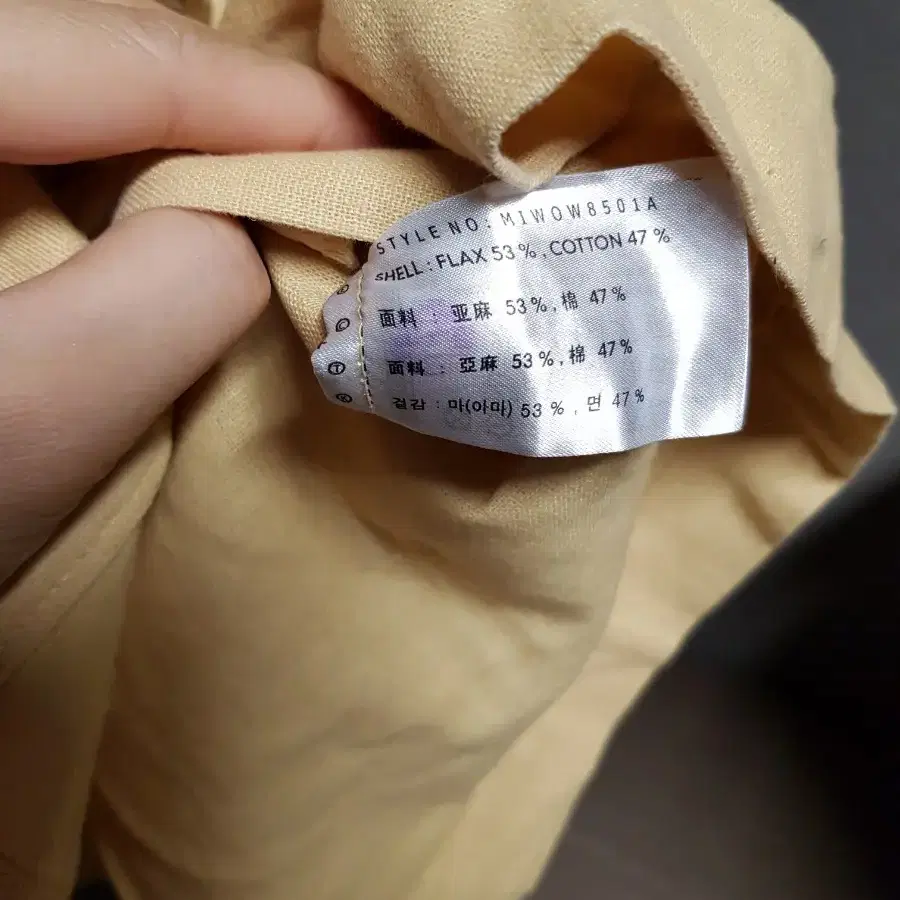 STYLE NO: MIWOW8501A
SHELL : FLAX 53%, COTTON 47%
面料 : 亚麻 53%, 棉 47%
面料 : 亞麻 53%, 棉 47%
겉감 : 마(아마) 53%, 면 47%